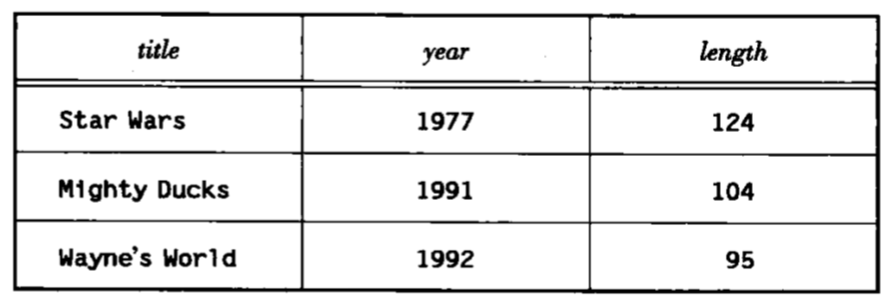 title year length
Star Wars 1977 124
Mighty Ducks 1991 104
Wayne's World 1992 95